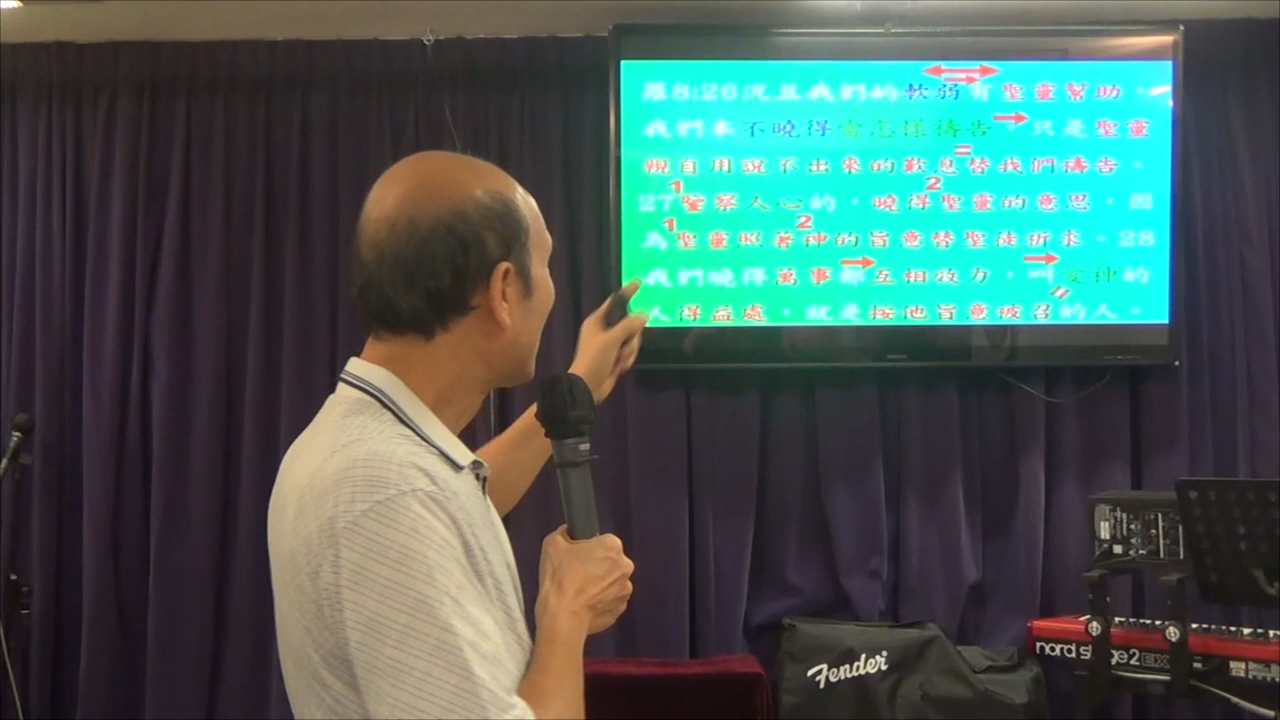 羅8:26況且我們的軟弱有聖靈幫助，
我們本不曉得當怎樣禱告，只是聖靈
親自用說不出來的歎息替我們禱告。
27鑒察人心的，曉得聖靈的意思，因
為聖靈照著神的旨意替聖徒祈求。28
我們曉得萬事都互相效力，叫愛神的
人得益處，就是按他旨意被召的人。
1
2
1
2
=
=
Fender
nord stage 2 EX